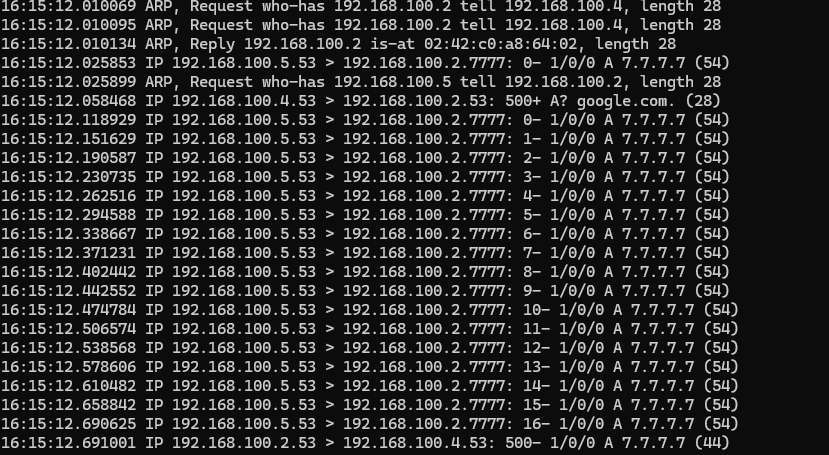 16:15:12.010069 ARP, Request who-has 192.168.100.2 tell 192.168.100.4, length 28
16:15:12.010095 ARP, Request who-has 192.168.100.2 tell 192.168.100.4, length 28
16:15:12.010134 ARP, Reply 192.168.100.2 is-at 02:42:c0:a8:64:02, length 28
16:15:12.025853 IP 192.168.100.5.53 > 192.168.100.2.7777: 0- 1/0/0 A 7.7.7.7 (54)
16:15:12.025899 ARP, Request who-has 192.168.100.5 tell 192.168.100.2, length 28
16:15:12.058468 IP 192.168.100.4.53 > 192.168.100.2.53: 500+ A? google.com. (28)
16:15:12.118929 IP 192.168.100.5.53 > 192.168.100.2.7777: 0- 1/0/0 A 7.7.7.7 (54)
16:15:12.151629 IP 192.168.100.5.53 > 192.168.100.2.7777: 1- 1/0/0 A 7.7.7.7 (54)
16:15:12.190587 IP 192.168.100.5.53 > 192.168.100.2.7777: 2- 1/0/0 A 7.7.7.7 (54)
16:15:12.230735 IP 192.168.100.5.53 > 192.168.100.2.7777: 3- 1/0/0 A 7.7.7.7 (54)
16:15:12.262516 IP 192.168.100.5.53 > 192.168.100.2.7777: 4- 1/0/0 A 7.7.7.7 (54)
16:15:12.294588 IP 192.168.100.5.53 > 192.168.100.2.7777: 5- 1/0/0 A 7.7.7.7 (54)
16:15:12.338667 IP 192.168.100.5.53 > 192.168.100.2.7777: 6- 1/0/0 A 7.7.7.7 (54)
16:15:12.371231 IP 192.168.100.5.53 > 192.168.100.2.7777: 7- 1/0/0 A 7.7.7.7 (54)
16:15:12.402442 IP 192.168.100.5.53 > 192.168.100.2.7777: 8- 1/0/0 A 7.7.7.7 (54)
16:15:12.442552 IP 192.168.100.5.53 > 192.168.100.2.7777: 9- 1/0/0 A 7.7.7.7 (54)
16:15:12.474784 IP 192.168.100.5.53 > 192.168.100.2.7777: 10- 1/0/0 A 7.7.7.7 (54)
16:15:12.506574 IP 192.168.100.5.53 > 192.168.100.2.7777: 11- 1/0/0 A 7.7.7.7 (54)
16:15:12.538568 IP 192.168.100.5.53 > 192.168.100.2.7777: 12- 1/0/0 A 7.7.7.7 (54)
16:15:12.578606 IP 192.168.100.5.53 > 192.168.100.2.7777: 13- 1/0/0 A 7.7.7.7 (54)
16:15:12.610482 IP 192.168.100.5.53 > 192.168.100.2.7777: 14- 1/0/0 A 7.7.7.7 (54)
16:15:12.658842 IP 192.168.100.5.53 > 192.168.100.2.7777: 15- 1/0/0 A 7.7.7.7 (54)
16:15:12.690625 IP 192.168.100.5.53 > 192.168.100.2.7777: 16- 1/0/0 A 7.7.7.7 (54)
16:15:12.691001 IP 192.168.100.2.53 > 192.168.100.4.53: 500- 1/0/0 A 7.7.7.7 (44)